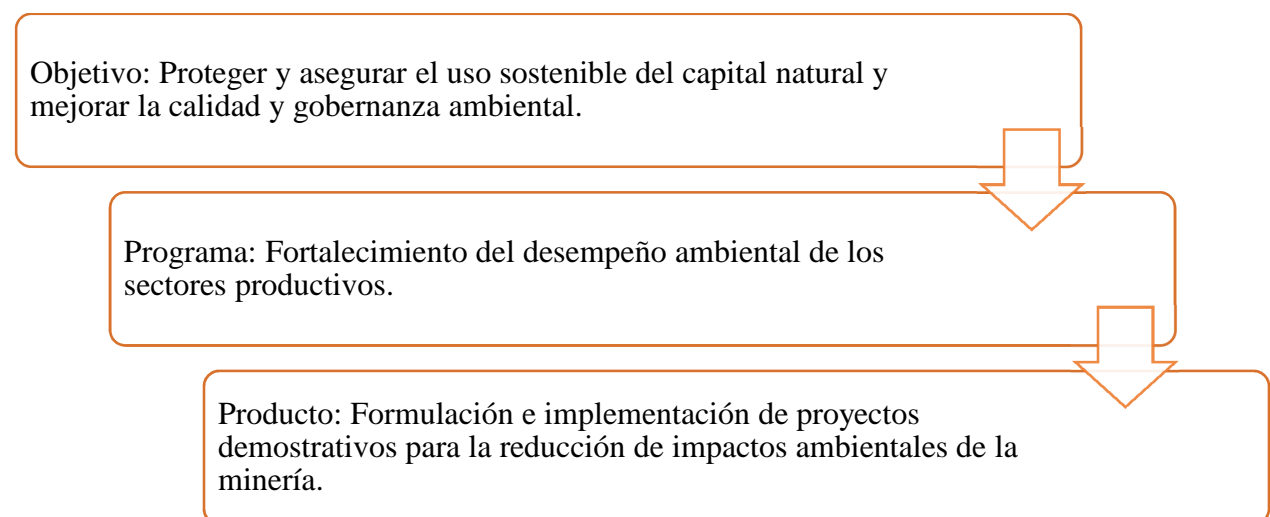 Objetivo: Proteger y asegurar el uso sostenible del capital natural y
mejorar la calidad y gobernanza ambiental.
Programa: Fortalecimiento del desempeño ambiental de los
sectores productivos.
Producto: Formulación e implementación de proyectos
demostrativos para la reducción de impactos ambientales de la
minería.